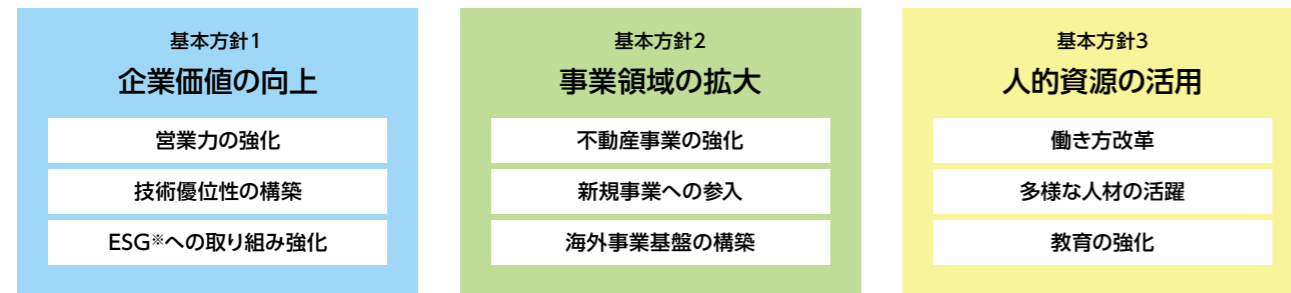 基本方針1
企業価値の向上
営業力の強化
技術優位性の構築
ESG※への取り組み強化
基本方針2
事業領域の拡大
不動産事業の強化
新規事業への参入
海外事業基盤の構築
基本方針3
人的資源の活用
働き方改革
多様な人材の活躍
教育の強化